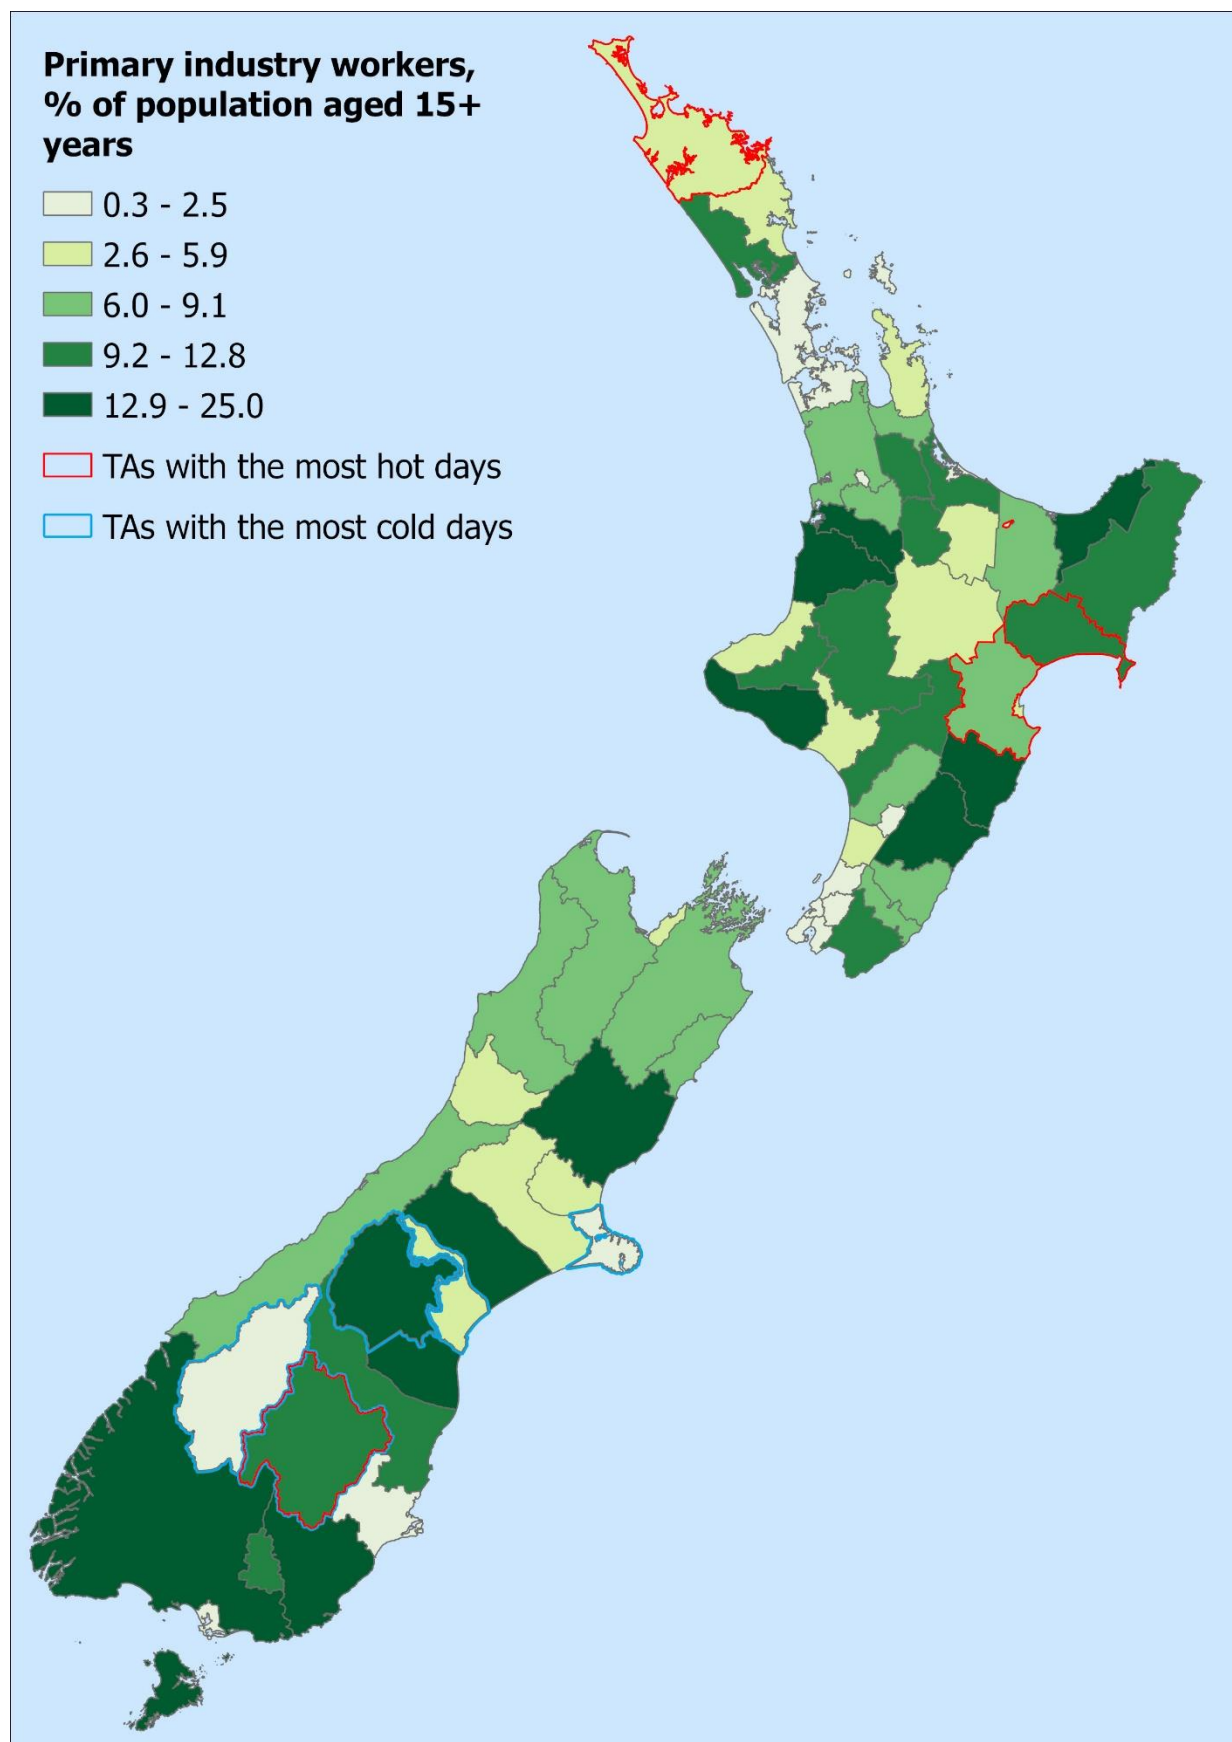 Primary industry workers,
% of population aged 15+
years
0.3 - 2.5
2.6 - 5.9
6.0 - 9.1
9.2 - 12.8
12.9 - 25.0
TAs with the most hot days
TAs with the most cold days